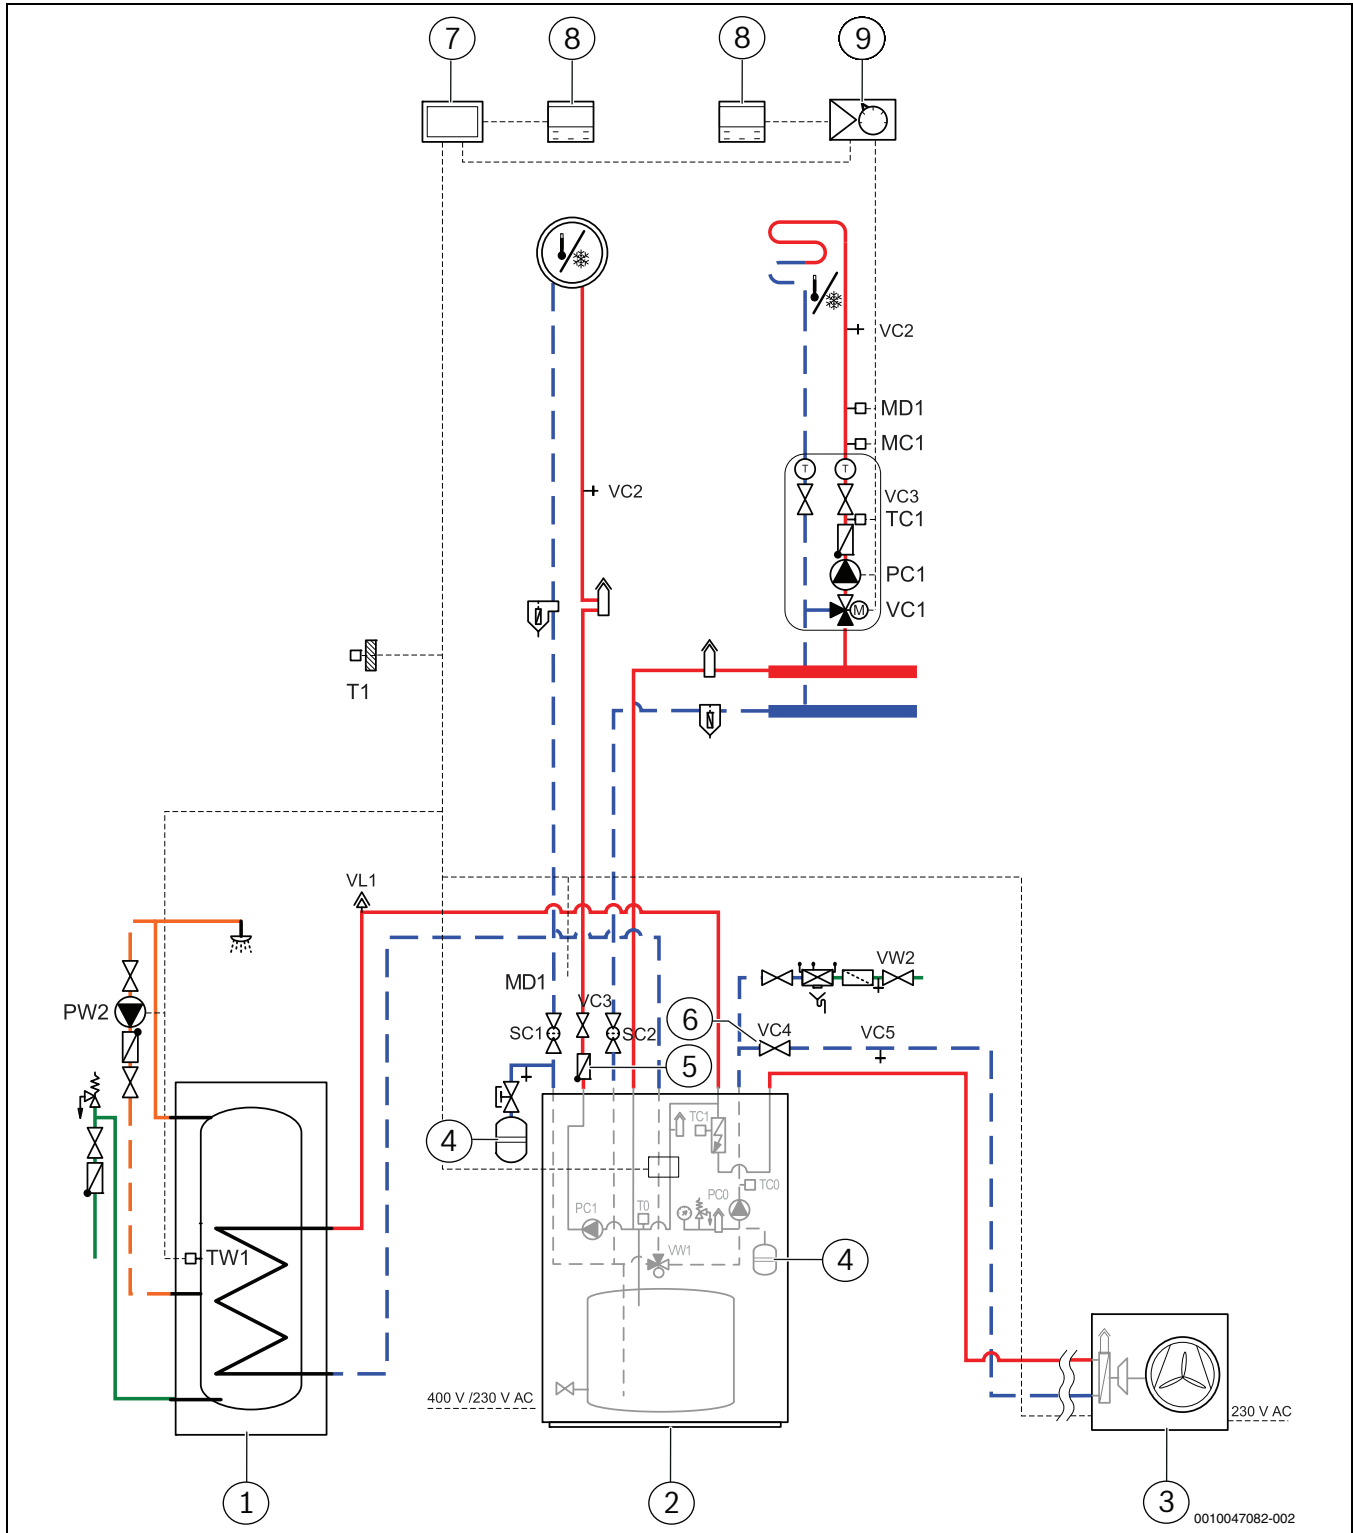 7
8
8
9
VC2
MD1
MC1
T
T
VC3
TC1
VC2
PC1
M
VC1
T1
VL1
VW2
MD1
PW2
VC3
6
VC4
SC1
SC2
VC5
5
TC1
4
TC0
PC0
PC1
T0
TW1
VW1
4
400 V /230 V AC
230 V AC
1
2
3
0010047082-002